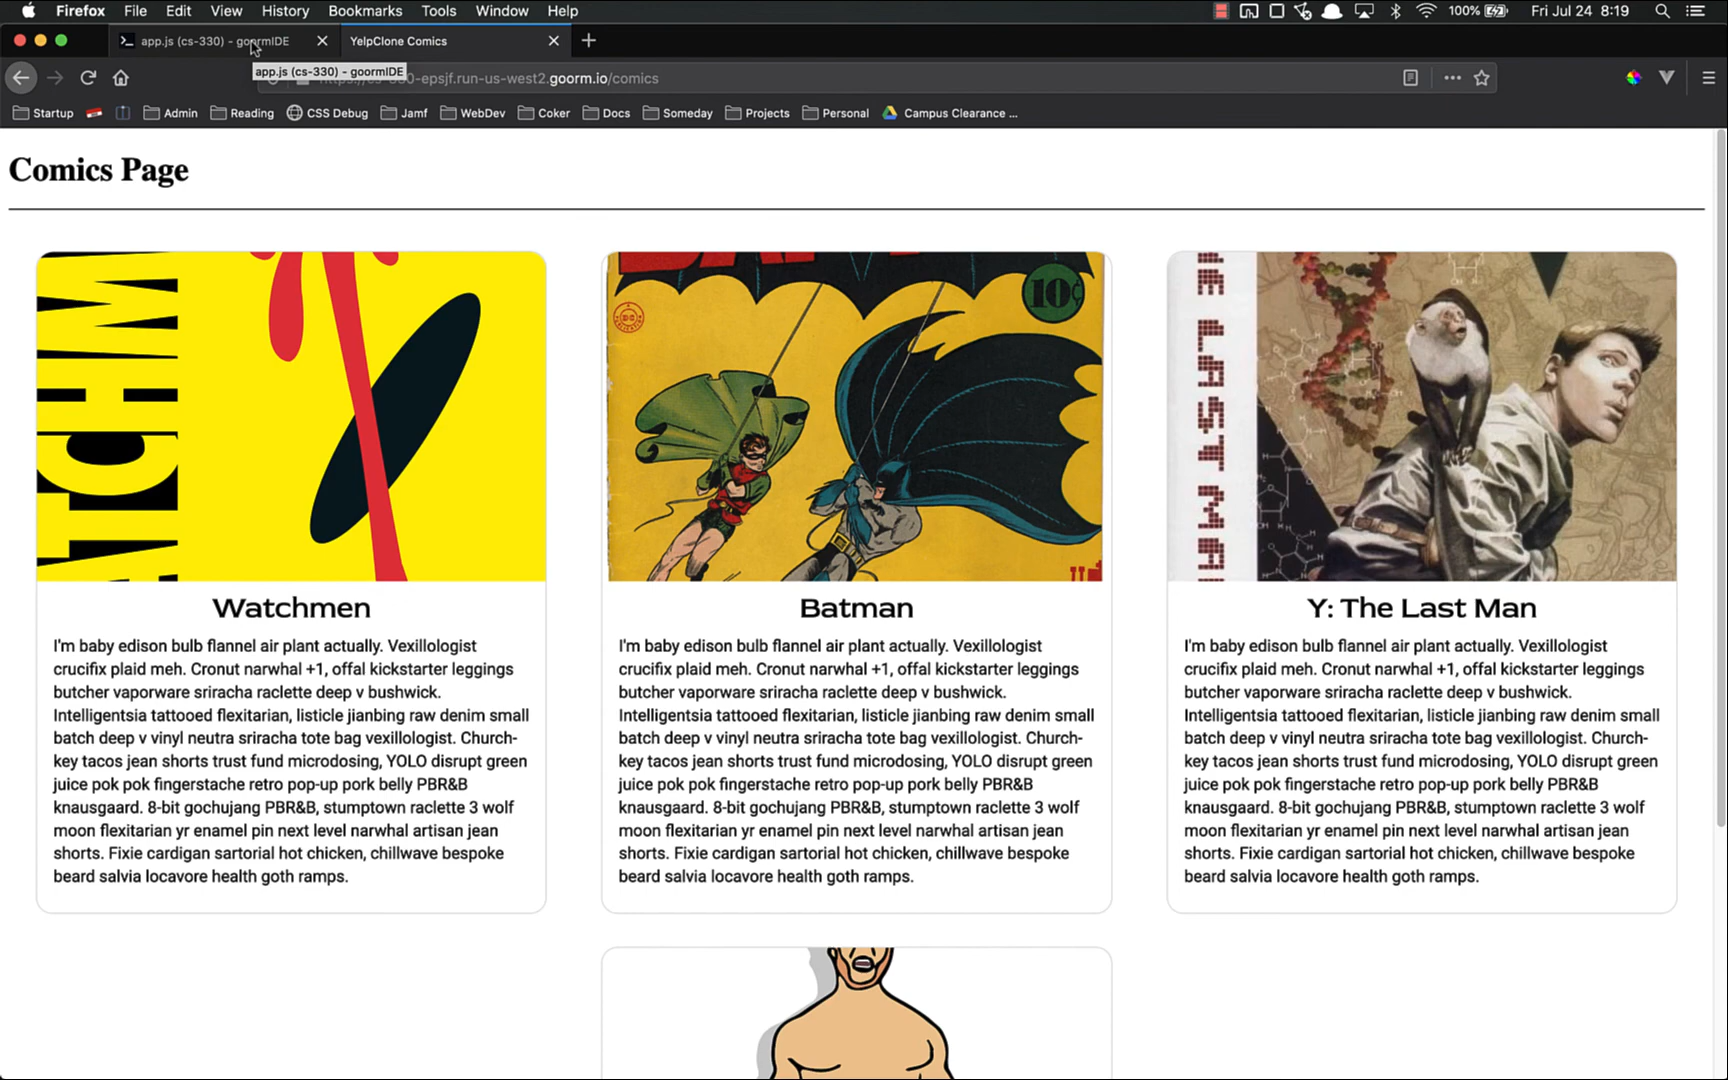 Firefox File Edit View History Bookmarks Tools Window Help 100% Fri Jul 24 8:19
app.js (cs-330) - goormIDE YelpClone Comics
app.js (cs-330) - goormIDE
-epsjf.run-us-west2.goorm.io/comics
Startup Admin Reading CSS Debug Jamf WebDev Coker Docs Someday Projects Personal Campus Clearance ...
Comics Page
10¢
THE LAST MAN
Watchmen
I'm baby edison bulb flannel air plant actually. Vexillologist
crucifix plaid meh. Cronut narwhal +1, offal kickstarter leggings
butcher vaporware sriracha raclette deep v bushwick.
Intelligentsia tattooed flexitarian, listicle jianbing raw denim small
batch deep v vinyl neutra sriracha tote bag vexillologist. Church-
key tacos jean shorts trust fund microdosing, YOLO disrupt green
juice pok pok fingerstache retro pop-up pork belly PBR&B
knausgaard. 8-bit gochujang PBR&B, stumptown raclette 3 wolf
moon flexitarian yr enamel pin next level narwhal artisan jean
shorts. Fixie cardigan sartorial hot chicken, chillwave bespoke
beard salvia locavore health goth ramps.
Batman
I'm baby edison bulb flannel air plant actually. Vexillologist
crucifix plaid meh. Cronut narwhal +1, offal kickstarter leggings
butcher vaporware sriracha raclette deep v bushwick.
Intelligentsia tattooed flexitarian, listicle jianbing raw denim small
batch deep v vinyl neutra sriracha tote bag vexillologist. Church-
key tacos jean shorts trust fund microdosing, YOLO disrupt green
juice pok pok fingerstache retro pop-up pork belly PBR&B
knausgaard. 8-bit gochujang PBR&B, stumptown raclette 3 wolf
moon flexitarian yr enamel pin next level narwhal artisan jean
shorts. Fixie cardigan sartorial hot chicken, chillwave bespoke
beard salvia locavore health goth ramps.
Y: The Last Man
I'm baby edison bulb flannel air plant actually. Vexillologist
crucifix plaid meh. Cronut narwhal +1, offal kickstarter leggings
butcher vaporware sriracha raclette deep v bushwick.
Intelligentsia tattooed flexitarian, listicle jianbing raw denim small
batch deep v vinyl neutra sriracha tote bag vexillologist. Church-
key tacos jean shorts trust fund microdosing, YOLO disrupt green
juice pok pok fingerstache retro pop-up pork belly PBR&B
knausgaard. 8-bit gochujang PBR&B, stumptown raclette 3 wolf
moon flexitarian yr enamel pin next level narwhal artisan jean
shorts. Fixie cardigan sartorial hot chicken, chillwave bespoke
beard salvia locavore health goth ramps.